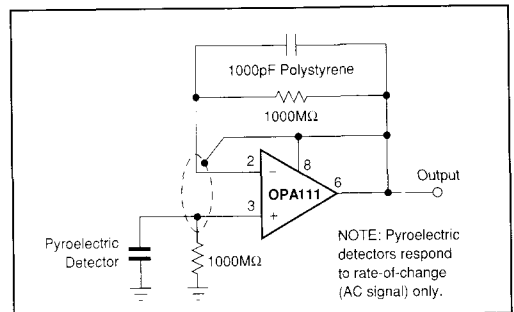 1000pF Polystyrene
1000MΩ
2
8
6
Output
OPA111
3
Pyroelectric
Detector
1000MΩ
NOTE: Pyroelectric
detectors respond
to rate-of-change
(AC signal) only.